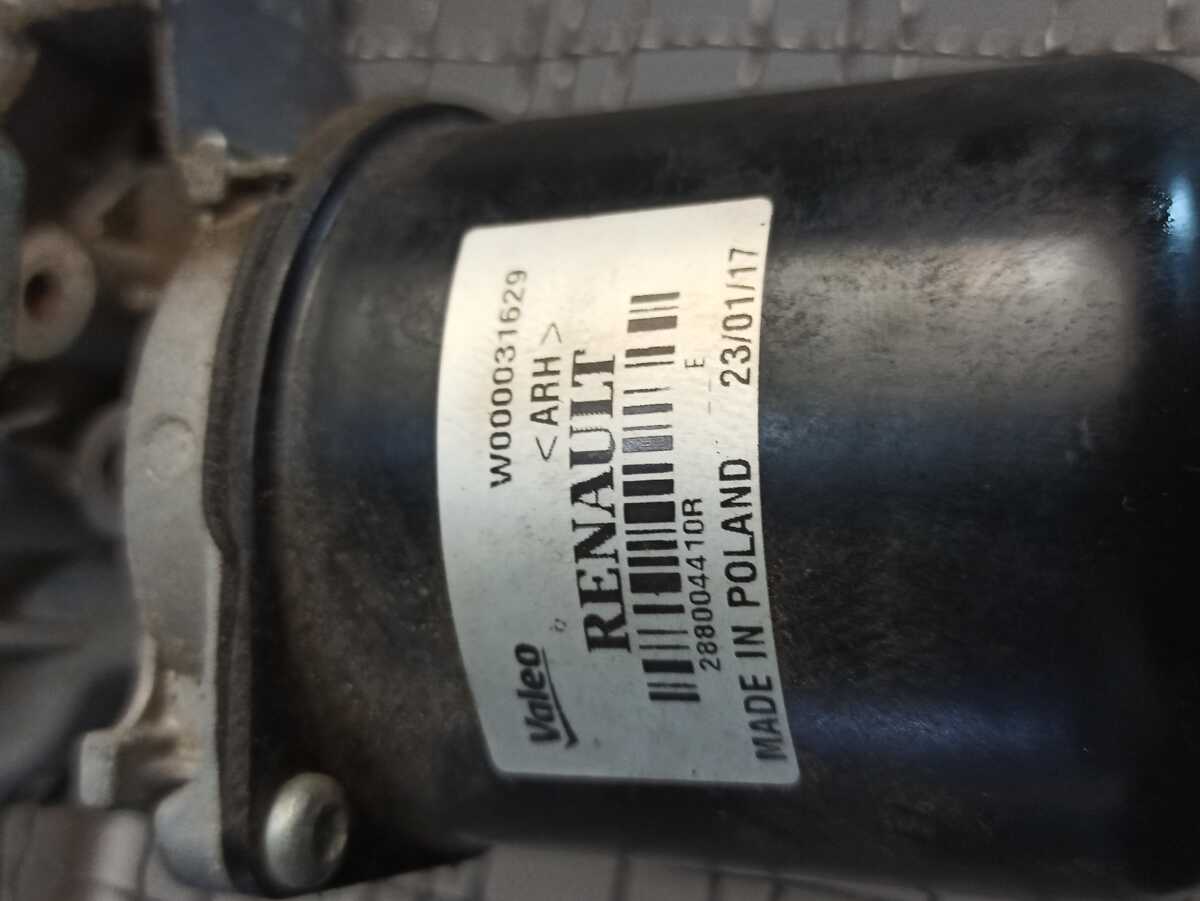 Valeo W000031629
<ARH>
RENAULT
288004410R E
MADE IN POLAND 23/01/17